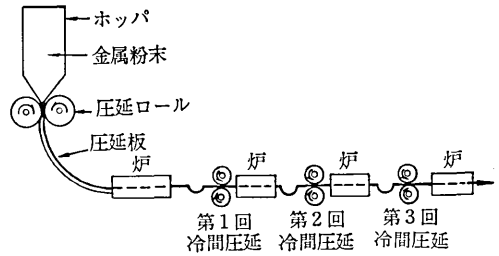 ホッパ
金属粉末
圧延ロール
圧延板
炉
炉
炉
炉
第1回
冷間圧延
第2回
冷間圧延
第3回
冷間圧延